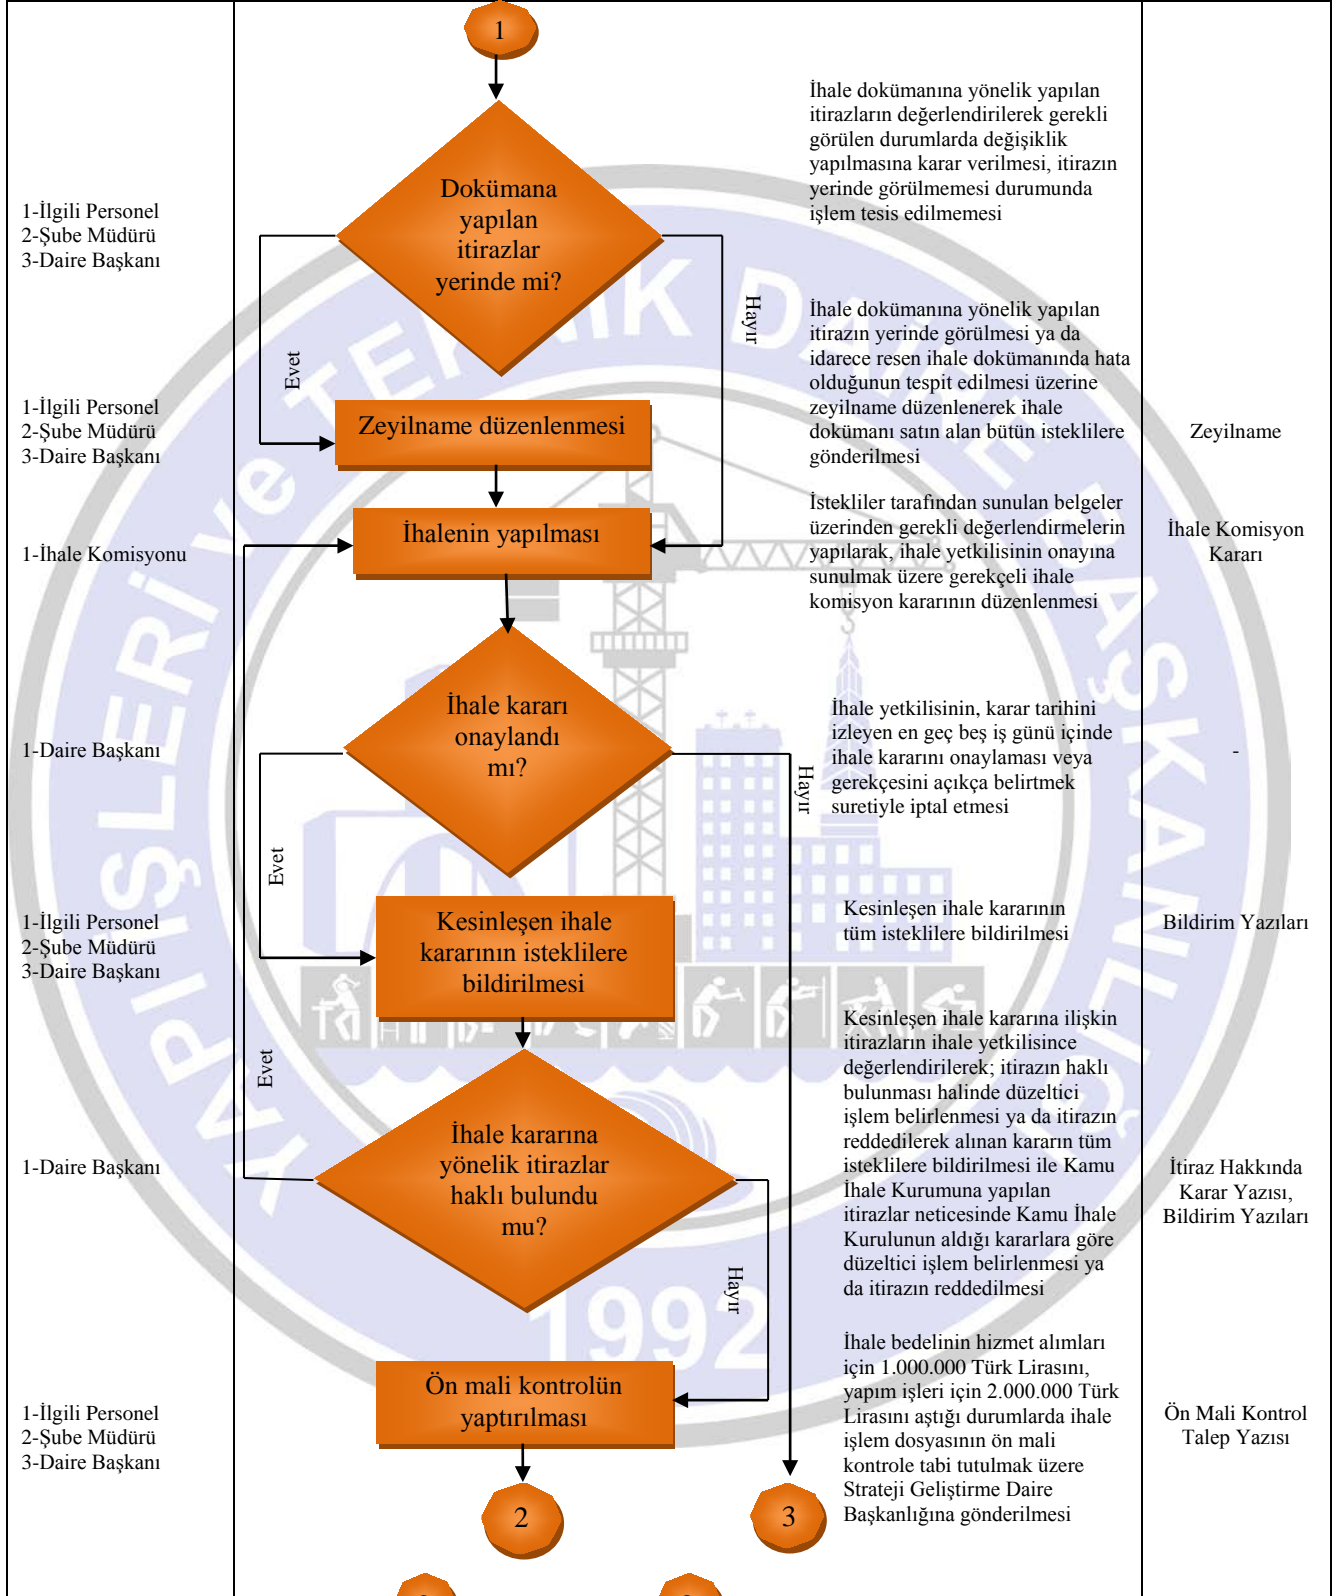 1
İhale dokümanına yönelik yapılan
itirazların değerlendirilerek gerekli
görülen durumlarda değişiklik
yapılmasına karar verilmesi, itirazın
yerinde görülmemesi durumunda
işlem tesis edilmemesi
1-İlgili Personel
2-Şube Müdürü
3-Daire Başkanı
Dokümana
yapılan
itirazlar
yerinde mi?
Evet
Hayır
İhale dokümanına yönelik yapılan
itirazın yerinde görülmesi ya da
idarece resen ihale dokümanında hata
olduğunun tespit edilmesi üzerine
zeyilname düzenlenerek ihale
dokümanı satın alan bütün isteklilere
gönderilmesi
1-İlgili Personel
2-Şube Müdürü
3-Daire Başkanı
Zeyilname düzenlenmesi
Zeyilname
1-İhale Komisyonu
İhalenin yapılması
İstekliler tarafından sunulan belgeler
üzerinden gerekli değerlendirmelerin
yapılarak, ihale yetkilisinin onayına
sunulmak üzere gerekçeli ihale
komisyon kararının düzenlenmesi
İhale Komisyon
Kararı
1-Daire Başkanı
İhale kararı
onaylandı
mı?
Evet
Hayır
İhale yetkilisinin, karar tarihini
izleyen en geç beş iş günü içinde
ihale kararını onaylaması veya
gerekçesini açıkça belirtmek
suretiyle iptal etmesi
-
1-İlgili Personel
2-Şube Müdürü
3-Daire Başkanı
Kesinleşen ihale
kararının isteklilere
bildirilmesi
Kesinleşen ihale kararının
tüm isteklilere bildirilmesi
Bildirim Yazıları
1-Daire Başkanı
Evet
İhale kararına
yönelik itirazlar
haklı bulundu
mu?
Hayır
Kesinleşen ihale kararına ilişkin
itirazların ihale yetkilisince
değerlendirilerek; itirazın haklı
bulunması halinde düzeltici
işlem belirlenmesi ya da itirazın
reddedilerek alınan kararın tüm
isteklilere bildirilmesi ile Kamu
İhale Kurumuna yapılan
itirazlar neticesinde Kamu İhale
Kurulunun aldığı kararlara göre
düzeltici işlem belirlenmesi ya
da itirazın reddedilmesi
İtiraz Hakkında
Karar Yazısı,
Bildirim Yazıları
1-İlgili Personel
2-Şube Müdürü
3-Daire Başkanı
Ön mali kontrolün
yaptırılması
İhale bedelinin hizmet alımları
için 1.000.000 Türk Lirasını,
yapım işleri için 2.000.000 Türk
Lirasını aştığı durumlarda ihale
işlem dosyasının ön mali
kontrole tabi tutulmak üzere
Strateji Geliştirme Daire
Başkanlığına gönderilmesi
Ön Mali Kontrol
Talep Yazısı
2
3
YAPI İŞLERİ ve TEKNİK DAİRE BAŞKANLIĞI
1992